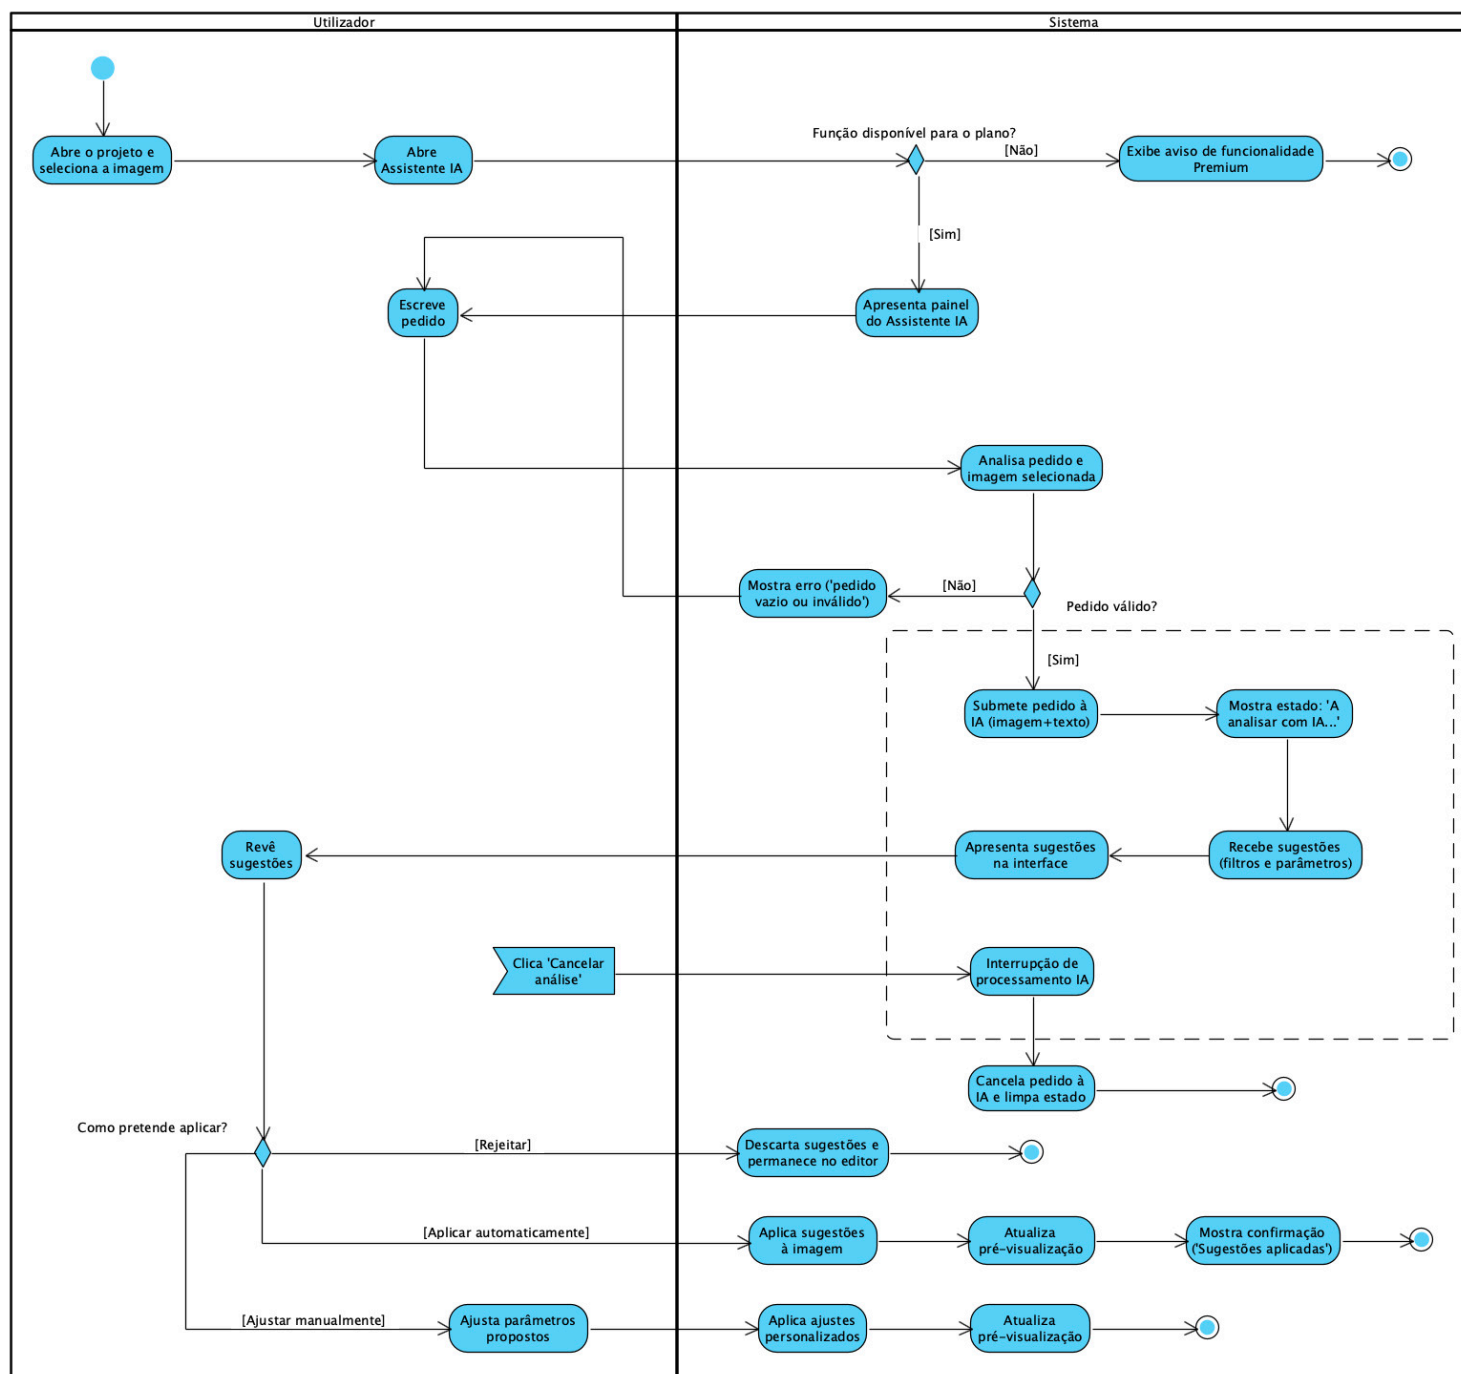 Utilizador
Sistema
Função disponível para o plano?
[Não]
Abre o projeto e
seleciona a imagem
Abre
Assistente IA
Exibe aviso de funcionalidade
Premium
[Sim]
Escreve
pedido
Apresenta painel
do Assistente IA
Analisa pedido e
imagem selecionada
Mostra erro ('pedido
vazio ou inválido')
[Não]
Pedido válido?
[Sim]
Submete pedido à
IA (imagem+texto)
Mostra estado: 'A
analisar com IA...'
Revê
sugestões
Apresenta sugestões
na interface
Recebe sugestões
(filtros e parâmetros)
Clica 'Cancelar
análise'
Interrupção de
processamento IA
Cancela pedido à
IA e limpa estado
Como pretende aplicar?
[Rejeitar]
Descarta sugestões e
permanece no editor
[Aplicar automaticamente]
Aplica sugestões
à imagem
Atualiza
pré-visualização
Mostra confirmação
('Sugestões aplicadas')
[Ajustar manualmente]
Ajusta parâmetros
propostos
Aplica ajustes
personalizados
Atualiza
pré-visualização